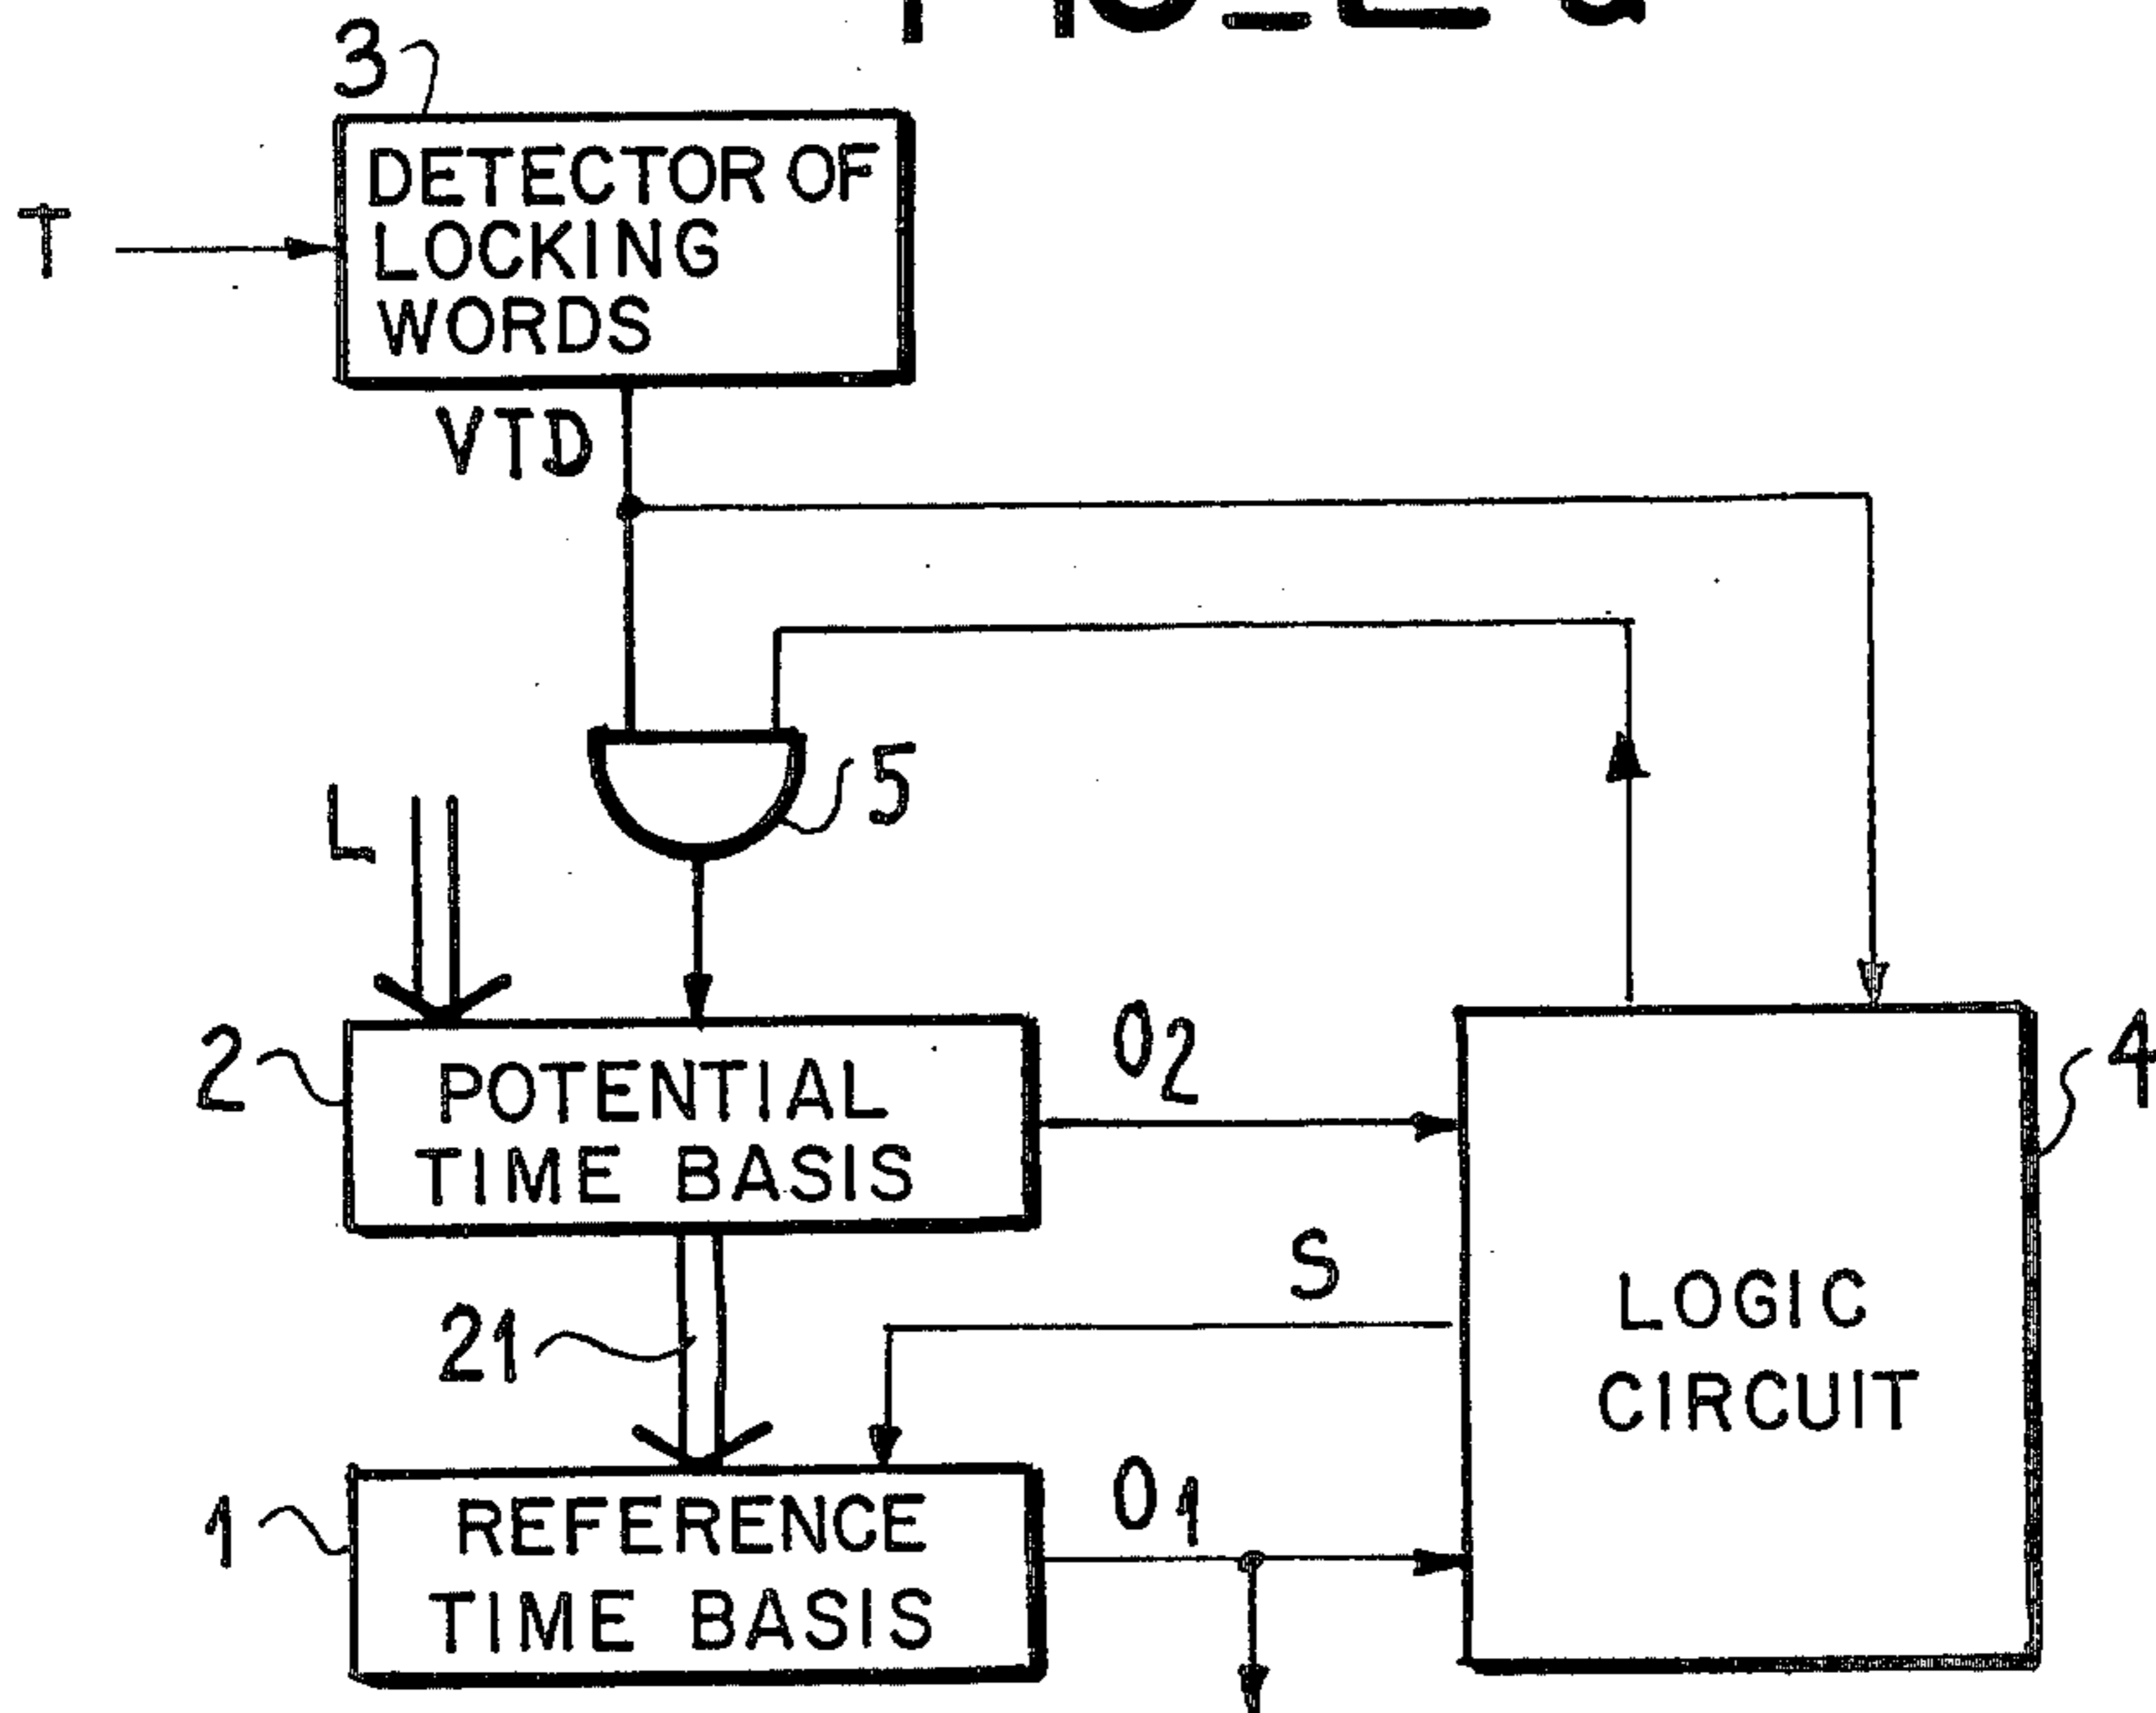 3
DETECTOR OF
LOCKING
WORDS
T
VTD
5
L
2
POTENTIAL
TIME BASIS
O2
4
S
LOGIC
CIRCUIT
21
1
REFERENCE
TIME BASIS
O1